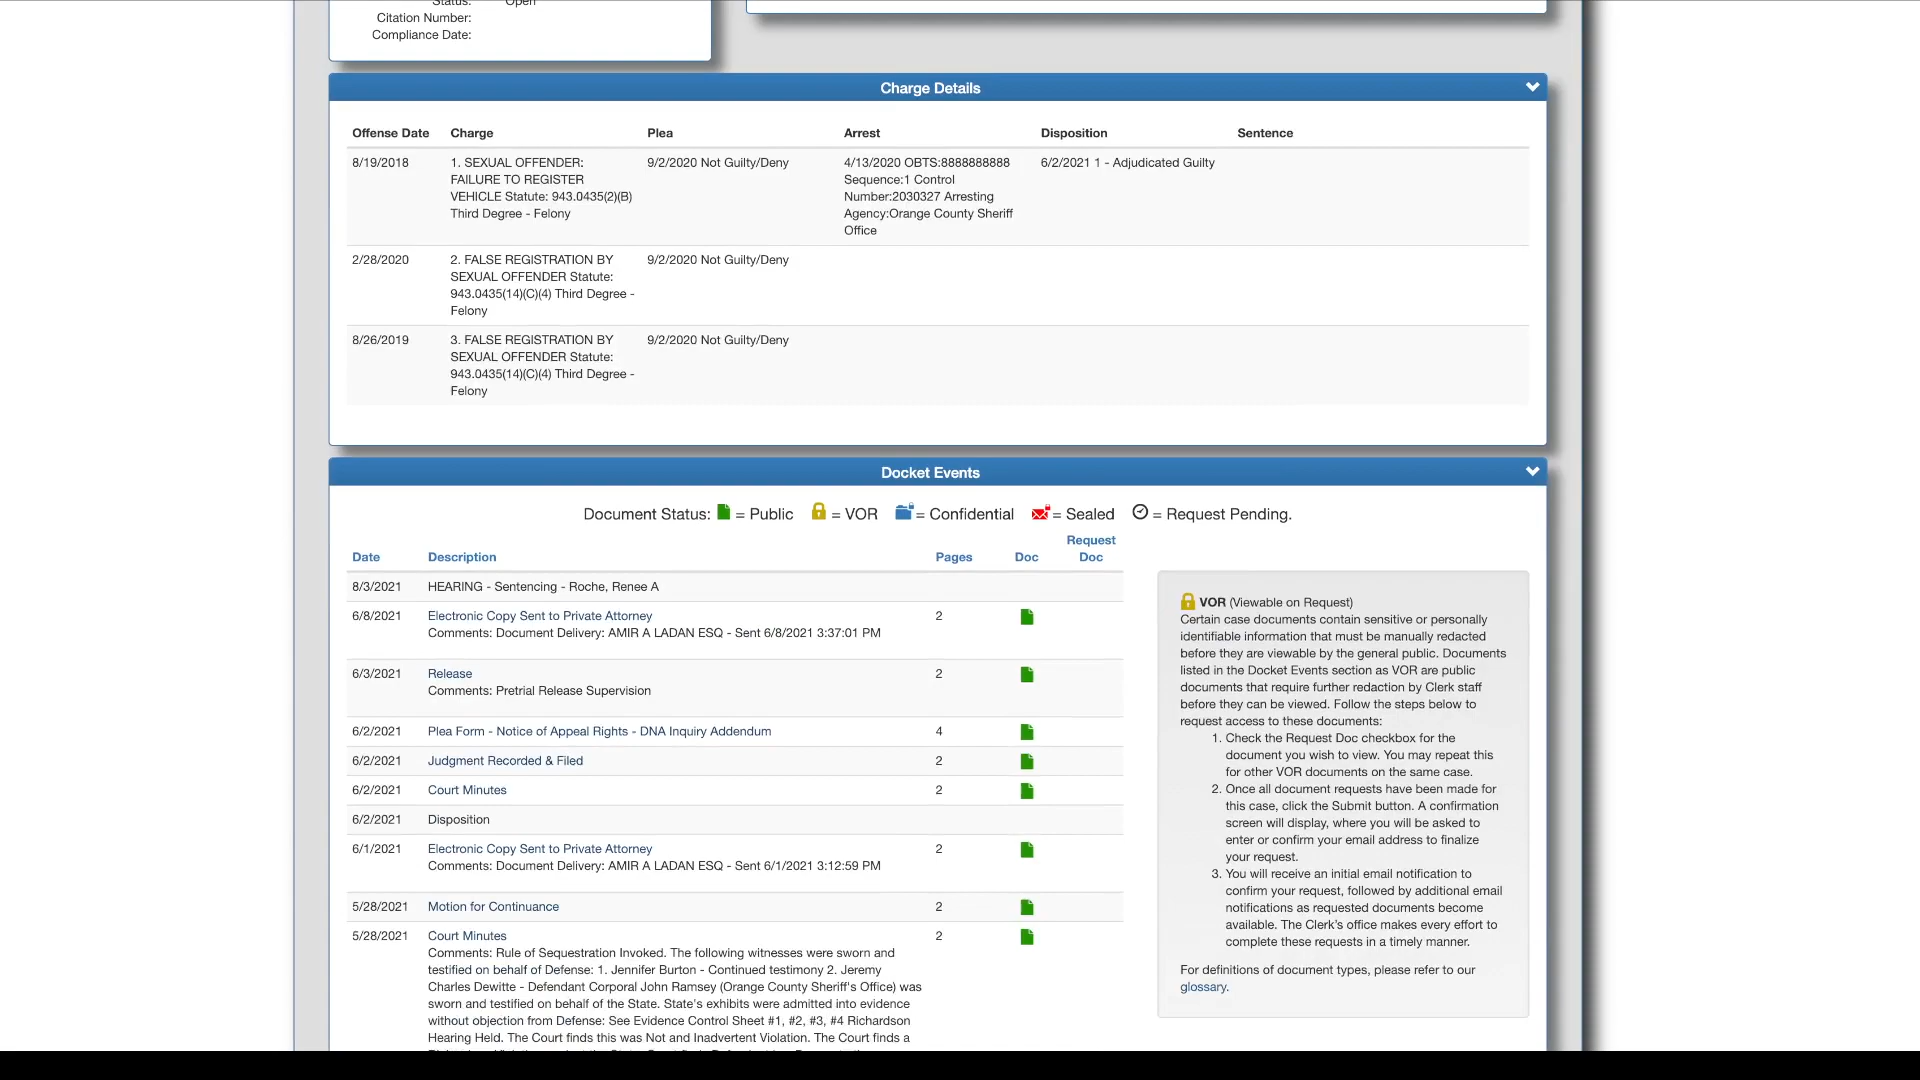 Status: Open
Citation Number:
Compliance Date:
Charge Details
Offense Date Charge Plea Arrest Disposition Sentence
8/19/2018 1. SEXUAL OFFENDER: 9/2/2020 Not Guilty/Deny 4/13/2020 OBTS:8888888888 6/2/2021 1 - Adjudicated Guilty
FAILURE TO REGISTER Sequence:1 Control
VEHICLE Statute: 943.0435(2)(B) Number:2030327 Arresting
Third Degree - Felony Agency:Orange County Sheriff
Office
2/28/2020 2. FALSE REGISTRATION BY 9/2/2020 Not Guilty/Deny
SEXUAL OFFENDER Statute:
943.0435(14)(C)(4) Third Degree -
Felony
8/26/2019 3. FALSE REGISTRATION BY 9/2/2020 Not Guilty/Deny
SEXUAL OFFENDER Statute:
943.0435(14)(C)(4) Third Degree -
Felony
Docket Events
Document Status: = Public = VOR = Confidential = Sealed = Request Pending.
Date Description Pages Doc Request Doc
8/3/2021 HEARING - Sentencing - Roche, Renee A
6/8/2021 Electronic Copy Sent to Private Attorney 2
Comments: Document Delivery: AMIR A LADAN ESQ - Sent 6/8/2021 3:37:01 PM
6/3/2021 Release 2
Comments: Pretrial Release Supervision
6/2/2021 Plea Form - Notice of Appeal Rights - DNA Inquiry Addendum 4
6/2/2021 Judgment Recorded & Filed 2
6/2/2021 Court Minutes 2
6/2/2021 Disposition
6/1/2021 Electronic Copy Sent to Private Attorney 2
Comments: Document Delivery: AMIR A LADAN ESQ - Sent 6/1/2021 3:12:59 PM
5/28/2021 Motion for Continuance 2
5/28/2021 Court Minutes 2
Comments: Rule of Sequestration Invoked. The following witnesses were sworn and
testified on behalf of Defense: 1. Jennifer Burton - Continued testimony 2. Jeremy
Charles Dewitte - Defendant Corporal John Ramsey (Orange County Sheriff's Office) was
sworn and testified on behalf of the State. State's exhibits were admitted into evidence
without objection from Defense: See Evidence Control Sheet #1, #2, #3, #4 Richardson
Hearing Held. The Court finds this was Not and Inadvertent Violation. The Court finds a
VOR (Viewable on Request)
Certain case documents contain sensitive or personally
identifiable information that must be manually redacted
before they are viewable by the general public. Documents
listed in the Docket Events section as VOR are public
documents that require further redaction by Clerk staff
before they can be viewed. Follow the steps below to
request access to these documents:
1. Check the Request Doc checkbox for the
document you wish to view. You may repeat this
for other VOR documents on the same case.
2. Once all document requests have been made for
this case, click the Submit button. A confirmation
screen will display, where you will be asked to
enter or confirm your email address to finalize
your request.
3. You will receive an initial email notification to
confirm your request, followed by additional email
notifications as requested documents become
available. The Clerk's office makes every effort to
complete these requests in a timely manner.
For definitions of document types, please refer to our
glossary.